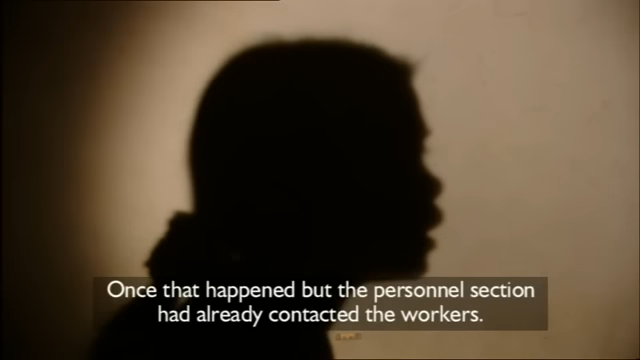 Once that happened but the personnel section
had already contacted the workers.